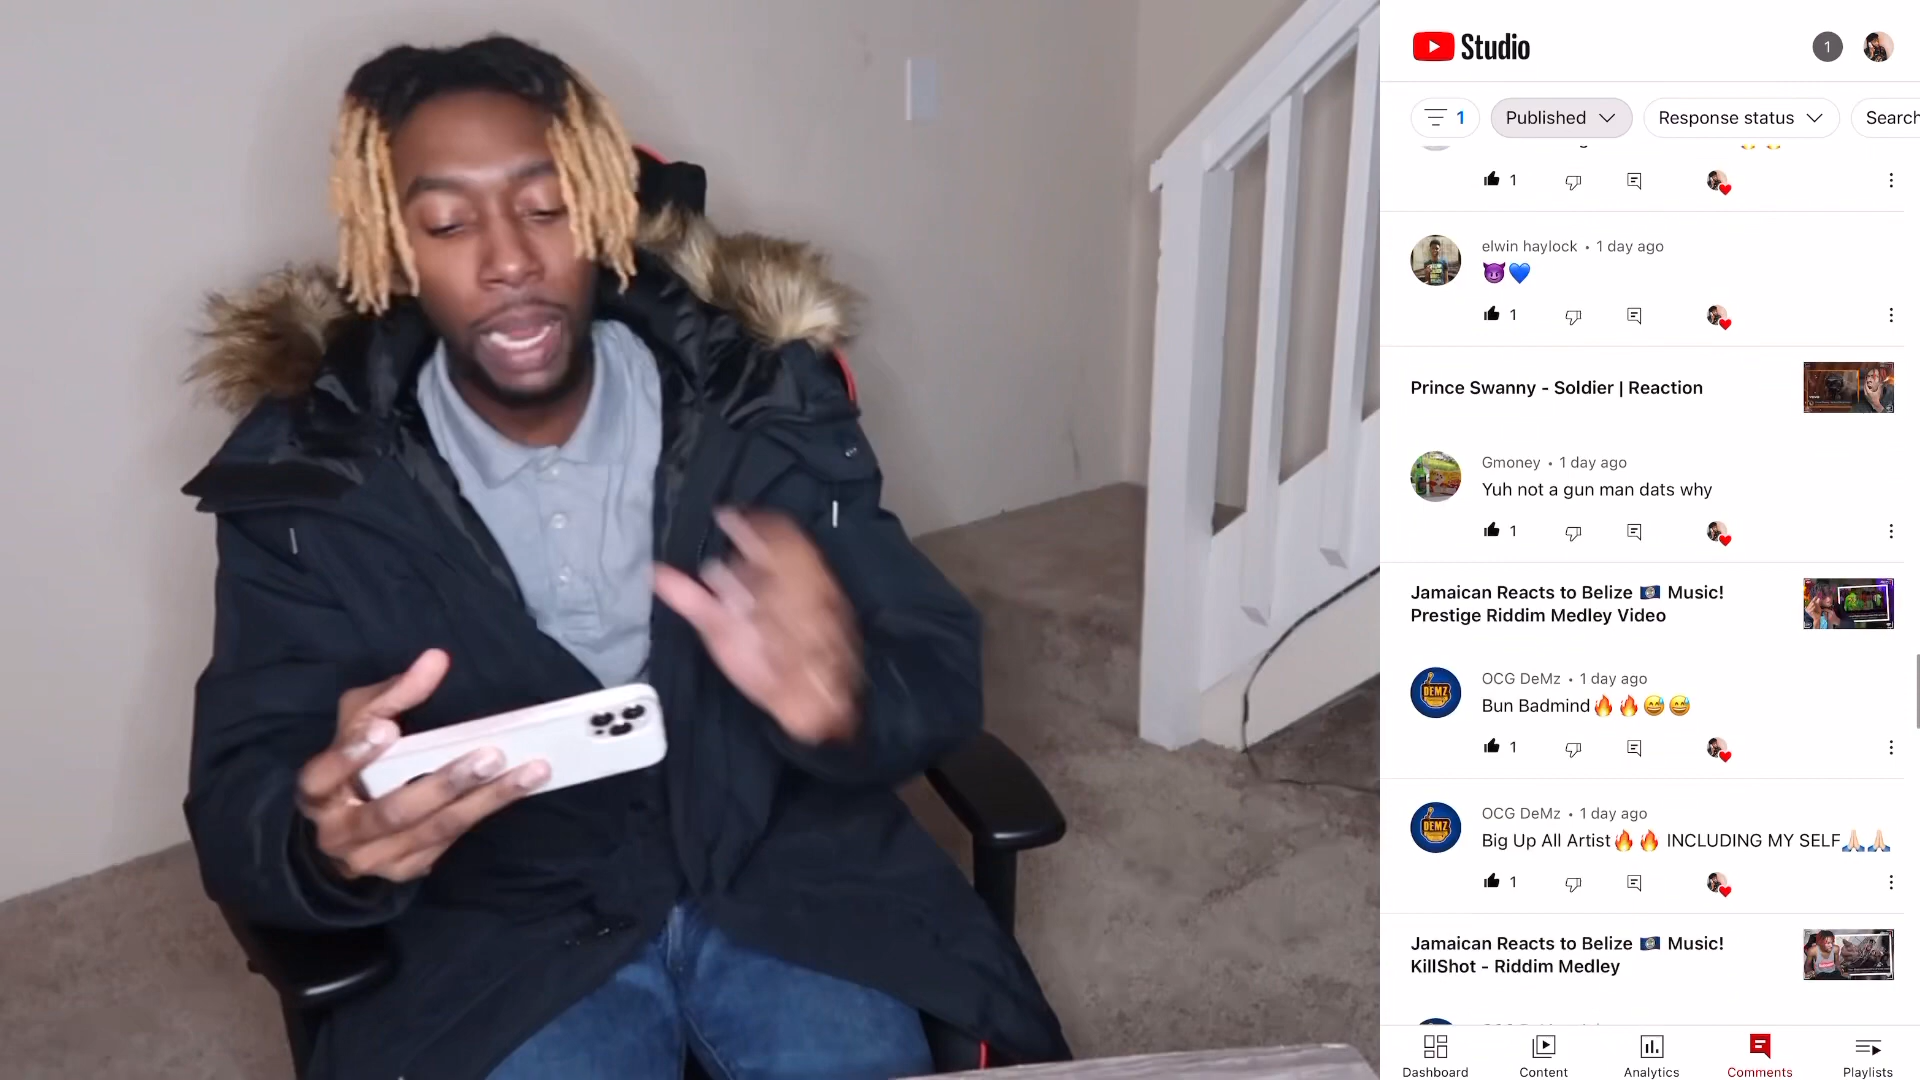 Studio
1
1
Published
Response status
Search
1
elwin haylock • 1 day ago
😈💙
1
Prince Swanny - Soldier | Reaction
Gmoney • 1 day ago
Yuh not a gun man dats why
1
Jamaican Reacts to Belize 🇧🇿 Music!
Prestige Riddim Medley Video
OCG DeMz • 1 day ago
Bun Badmind🔥🔥😅😅
1
OCG DeMz • 1 day ago
Big Up All Artist🔥🔥 INCLUDING MY SELF🙏🏻🙏🏻
1
Jamaican Reacts to Belize 🇧🇿 Music!
KillShot - Riddim Medley
Dashboard
Content
Analytics
Comments
Playlists